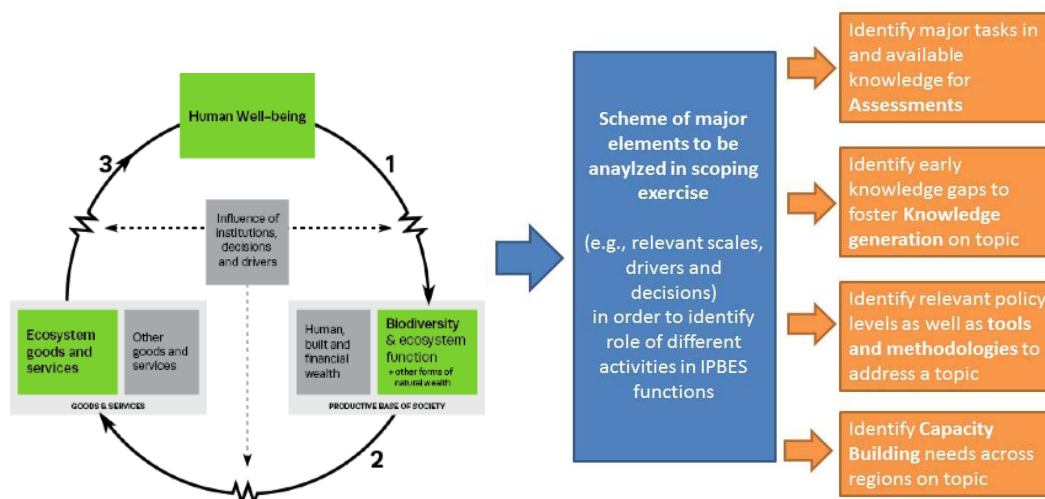 Human Well-being
3
1
Influence of
institutions,
decisions
and drivers
Ecosystem
goods and
services
Other
goods and
services
GOODS & SERVICES
Human,
built and
financial
wealth
Biodiversity
& ecosystem
function
+ other forms of
natural wealth
PRODUCTIVE BASE OF SOCIETY
2
Scheme of major
elements to be
anaylzed in scoping
exercise
(e.g., relevant scales,
drivers and
decisions)
in order to identify
role of different
activities in IPBES
functions
Identify major tasks in
and available
knowledge for
Assessments
Identify early
knowledge gaps to
foster Knowledge
generation on topic
Identify relevant policy
levels as well as tools
and methodologies to
address a topic
Identify Capacity
Building needs across
regions on topic